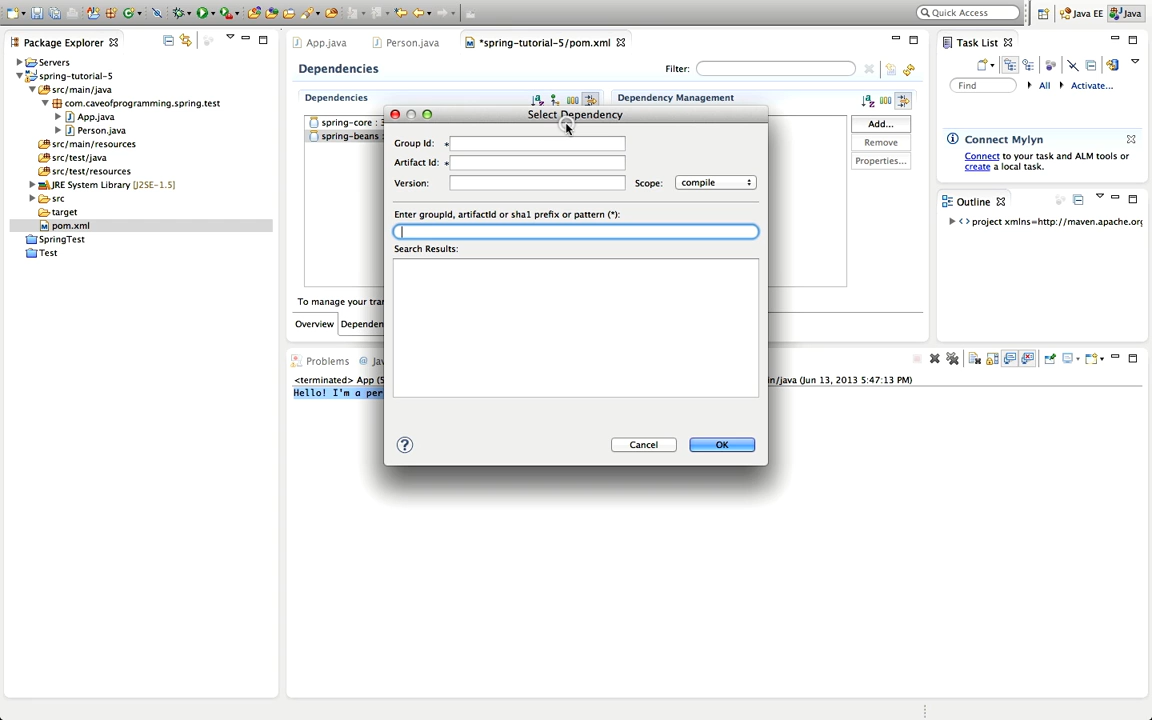 Quick Access
Java EE
Java
Package Explorer
Servers
spring-tutorial-5
src/main/java
com.caveofprogramming.spring.test
App.java
Person.java
src/main/resources
src/test/java
src/test/resources
JRE System Library [J2SE-1.5]
src
target
pom.xml
SpringTest
Test
App.java
Person.java
*spring-tutorial-5/pom.xml
Dependencies
Filter:
Dependencies
Dependency Management
spring-core : 3
spring-beans :
Add...
Remove
Properties...
To manage your tra
Overview
Dependen
Select Dependency
Group Id: *
Artifact Id: *
Version:
Scope:
compile
Enter groupId, artifactId or sha1 prefix or pattern (*):
Search Results:
Cancel
OK
Problems
@ Jav
<terminated> App (5
in/java (Jun 13, 2013 5:47:13 PM)
Hello! I'm a per
Task List
Find
All
Activate...
Connect Mylyn
Connect to your task and ALM tools or
create a local task.
Outline
project xmlns=http://maven.apache.org